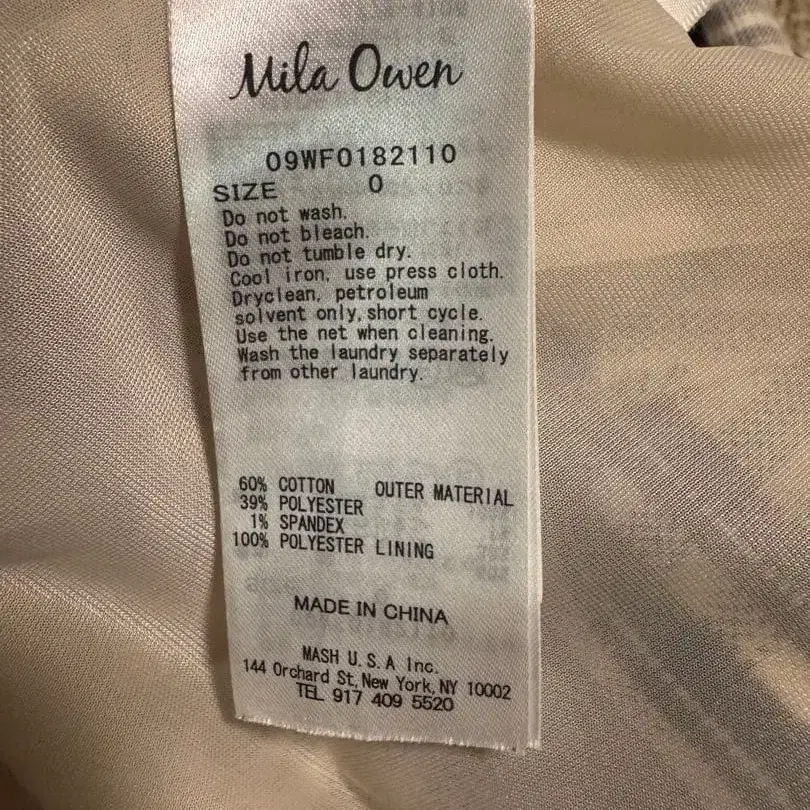 Mila Owen
09WF0182110
SIZE 0
Do not wash.
Do not bleach.
Do not tumble dry.
Cool iron, use press cloth.
Dryclean, petroleum
solvent only, short cycle.
Use the net when cleaning.
Wash the laundry separately
from other laundry.
60% COTTON OUTER MATERIAL
39% POLYESTER
1% SPANDEX
100% POLYESTER LINING
MADE IN CHINA
MASH U.S.A Inc.
144 Orchard St, New York, NY 10002
TEL 917 409 5520